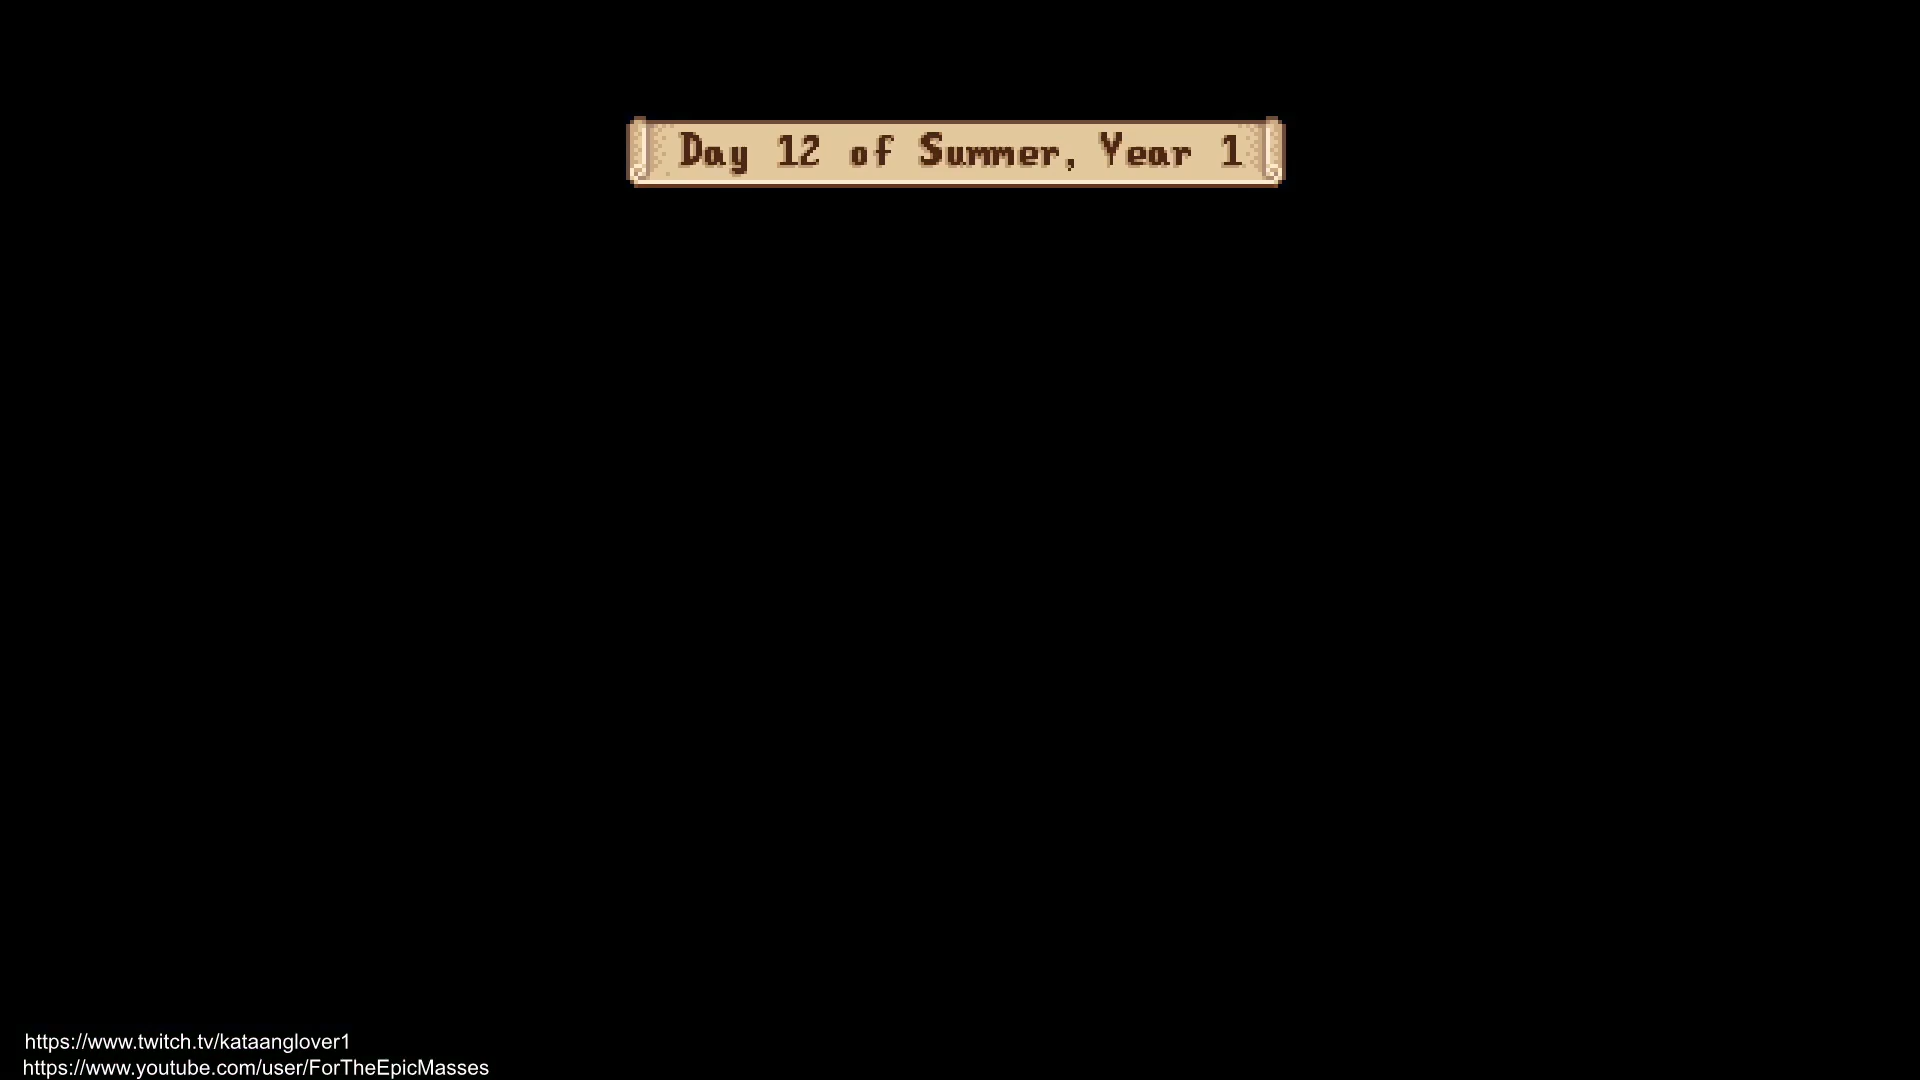 Day 12 of Summer, Year 1
https://www.twitch.tv/kataanglover1
https://www.youtube.com/user/ForTheEpicMasses